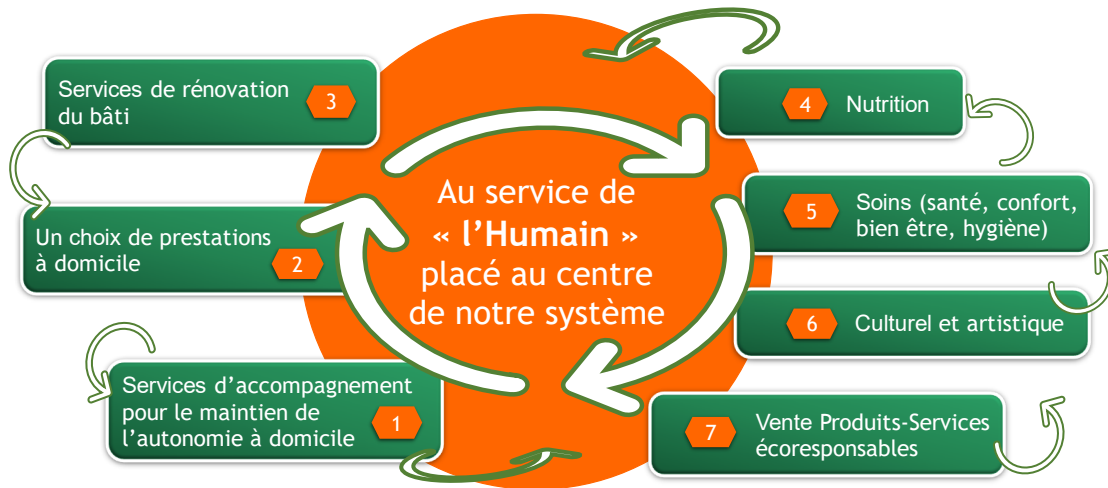 Services de rénovation
du bâti
3
Un choix de prestations
à domicile
2
Services d’accompagnement
pour le maintien de
l’autonomie à domicile
1
Au service de
« l’Humain »
placé au centre
de notre système
4
Nutrition
5
Soins (santé, confort,
bien être, hygiène)
6
Culturel et artistique
7
Vente Produits-Services
écoresponsables